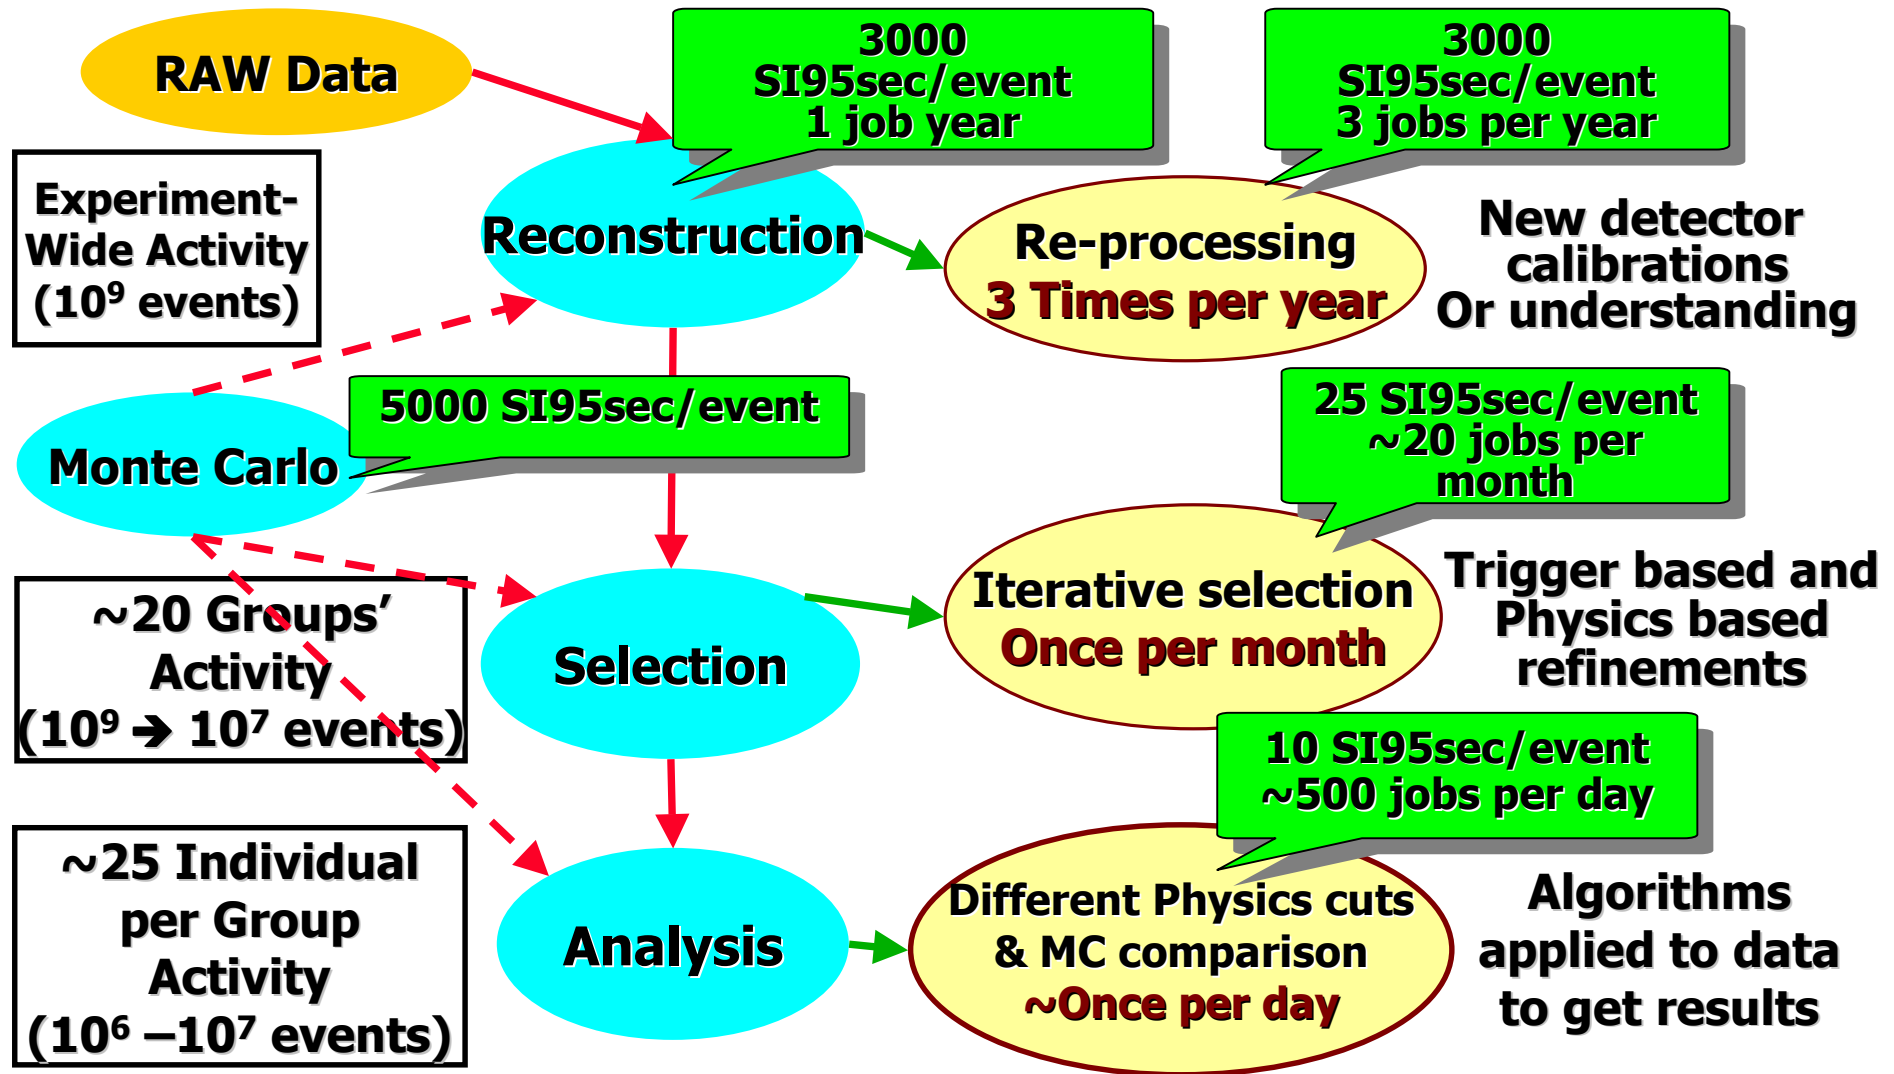 RAW Data
3000
SI95sec/event
1 job year
3000
SI95sec/event
3 jobs per year
Experiment-
Wide Activity
(10⁹ events)
Reconstruction
Re-processing
3 Times per year
New detector
calibrations
Or understanding
Monte Carlo
5000 SI95sec/event
25 SI95sec/event
~20 jobs per
month
~20 Groups’
Activity
(10⁹ ➔ 10⁷ events)
Selection
Iterative selection
Once per month
Trigger based and
Physics based
refinements
10 SI95sec/event
~500 jobs per day
~25 Individual
per Group
Activity
(10⁶ –10⁷ events)
Analysis
Different Physics cuts
& MC comparison
~Once per day
Algorithms
applied to data
to get results